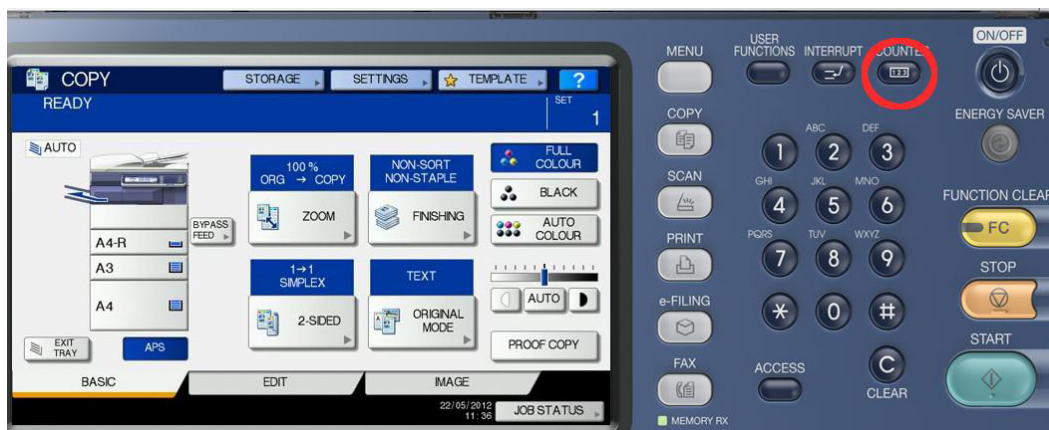 COPY
STORAGE
SETTINGS
TEMPLATE
?
READY
SET
1
AUTO
100 %
ORG → COPY
ZOOM
NON-SORT
NON-STAPLE
FINISHING
FULL
COLOUR
BLACK
AUTO
COLOUR
BYPASS
FEED
A4-R
A3
A4
1→1
SIMPLEX
2-SIDED
TEXT
ORIGINAL
MODE
AUTO
PROOF COPY
EXIT
TRAY
APS
BASIC
EDIT
IMAGE
22/05/2012
11:36
JOB STATUS
MENU
USER
FUNCTIONS
INTERRUPT
COUNTER
123
ON/OFF
ENERGY SAVER
COPY
SCAN
PRINT
e-FILING
FAX
MEMORY RX
ABC
DEF
1
2
3
GHI
JKL
MNO
4
5
6
PQRS
TUV
WXYZ
7
8
9
*
0
#
ACCESS
C
CLEAR
FUNCTION CLEAR
FC
STOP
START